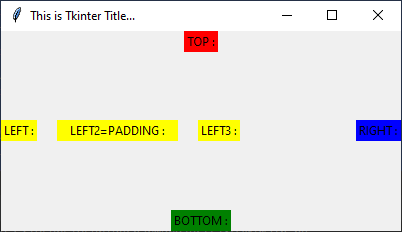 This is Tkinter Title...
TOP :
LEFT : LEFT2=PADDING : LEFT3 : RIGHT :
BOTTOM :